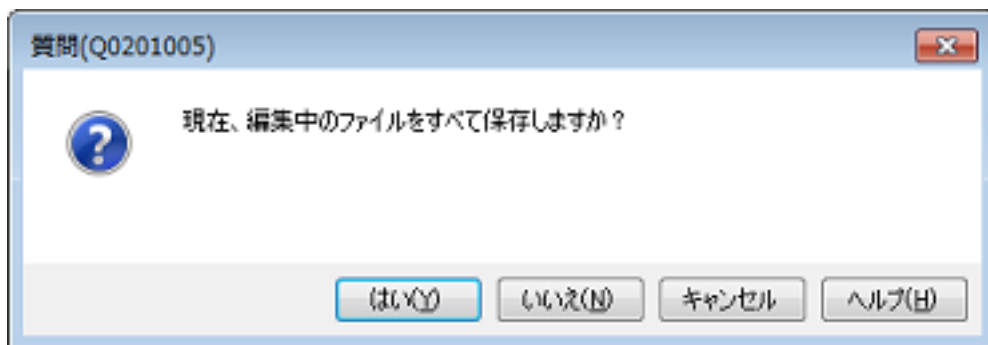 質問(Q0201005)
現在、編集中のファイルをすべて保存しますか？
はい(Y)
いいえ(N)
キャンセル
ヘルプ(H)